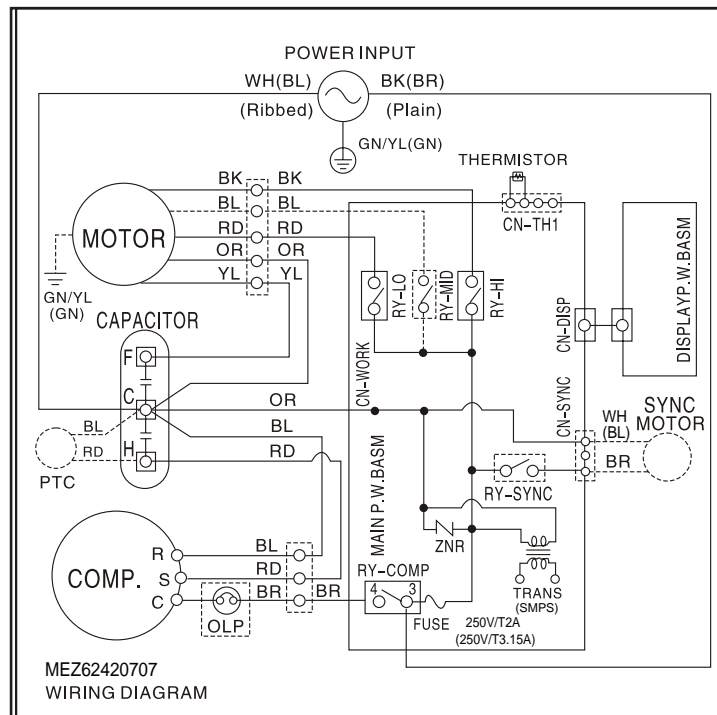 POWER INPUT
WH(BL)
BK(BR)
(Ribbed)
(Plain)
GN/YL(GN)
THERMISTOR
CN-TH1
BK
BK
BL
BL
RD
RD
OR
OR
YL
YL
MOTOR
GN/YL
(GN)
RY-LO
RY-MID
RY-HI
CN-DISP
DISPLAY P.W.BASM
CAPACITOR
F
C
H
CN-WORK
OR
BL
RD
BL
RD
PTC
CN-SYNC
WH
(BL)
BR
SYNC
MOTOR
RY-SYNC
MAIN P.W.BASM
ZNR
TRANS
(SMPS)
COMP.
R
S
C
BL
RD
BR
BR
OLP
RY-COMP
4
3
FUSE
250V/T2A
(250V/T3.15A)
MEZ62420707
WIRING DIAGRAM